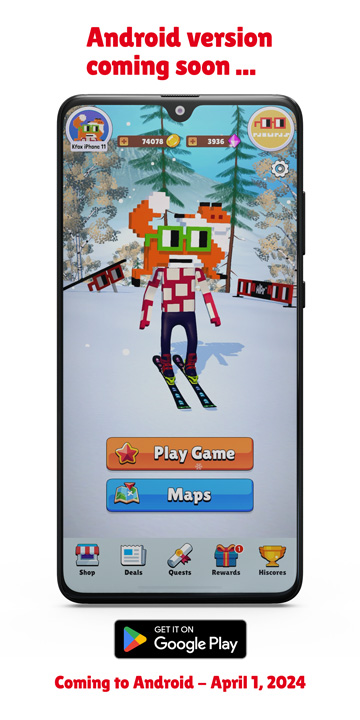 Android version
coming soon ...
Kfox iPhone 11
74078
3936
Play Game
Maps
1
Shop
Deals
Quests
Rewards
Hiscores
GET IT ON
Google Play
Coming to Android – April 1, 2024